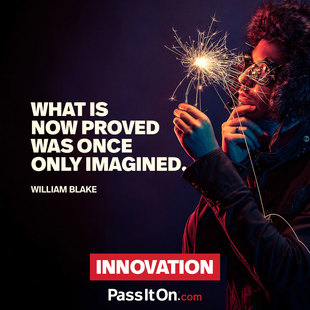 WHAT IS
NOW PROVED
WAS ONCE
ONLY IMAGINED.
WILLIAM BLAKE
INNOVATION
PassItOn.com